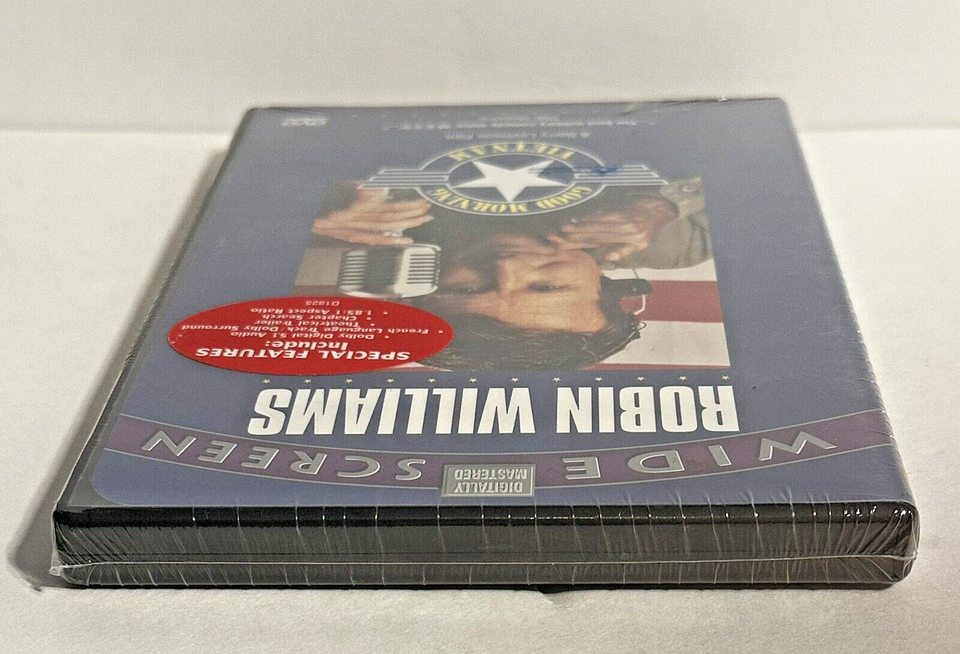 WIDE SCREEN
DIGITALLY
MASTERED
ROBIN WILLIAMS
SPECIAL FEATURES
Include:
• Dolby Digital 5.1 Audio
• French Language Track, Dolby Surround
• Theatrical Trailer
• Chapter Search
• 1.85:1 Aspect Ratio
GOOD MORNING
VIETNAM